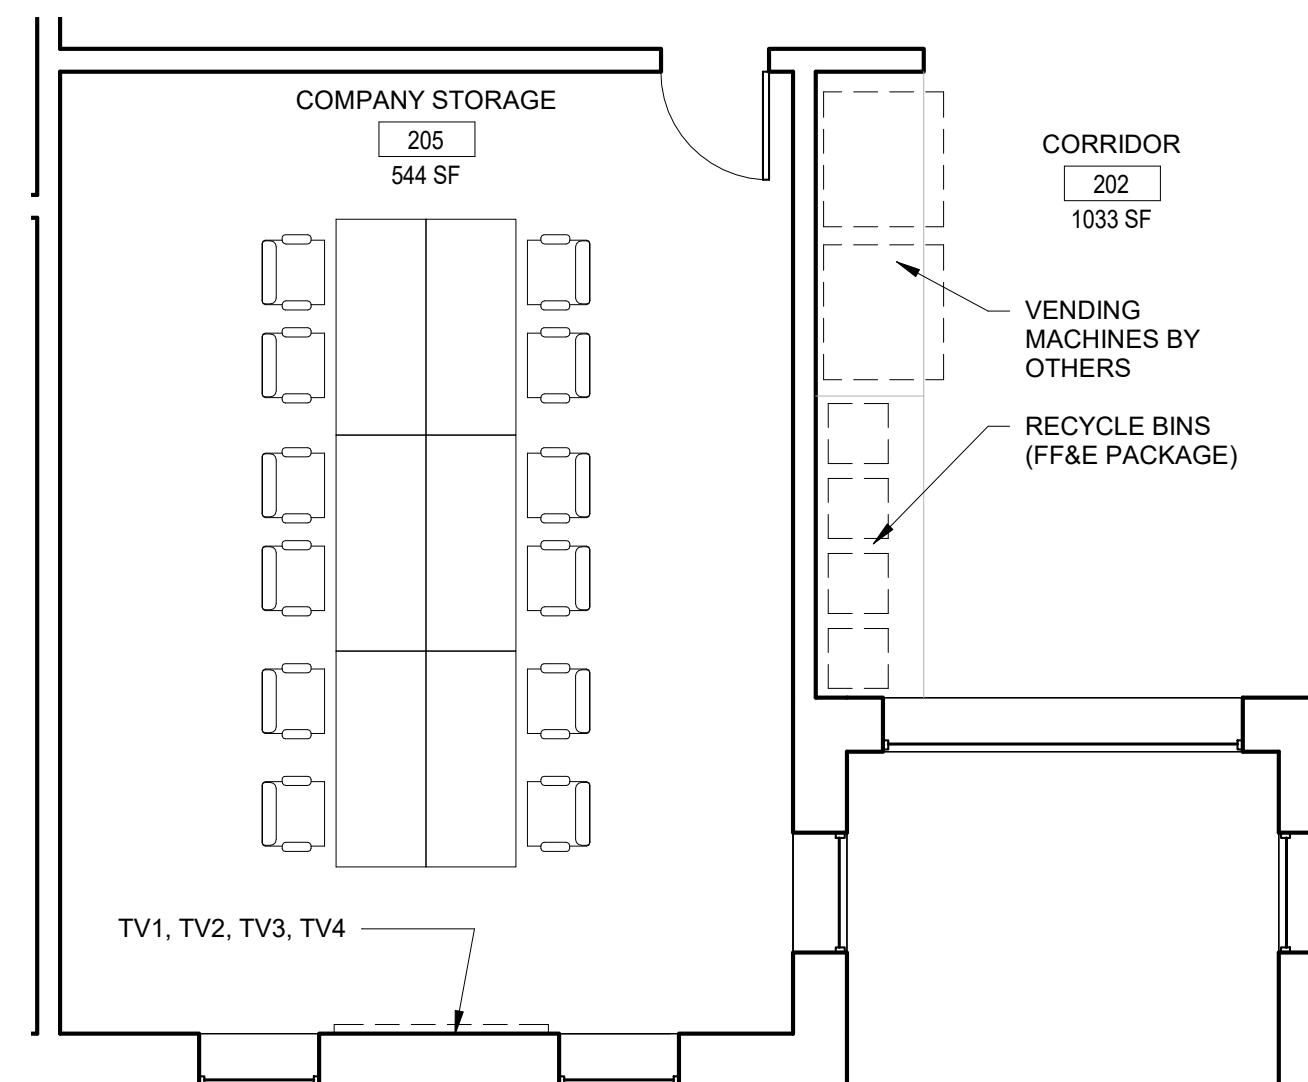 COMPANY STORAGE
205
544 SF
CORRIDOR
202
1033 SF
VENDING
MACHINES BY
OTHERS
RECYCLE BINS
(FF&E PACKAGE)
TV1, TV2, TV3, TV4